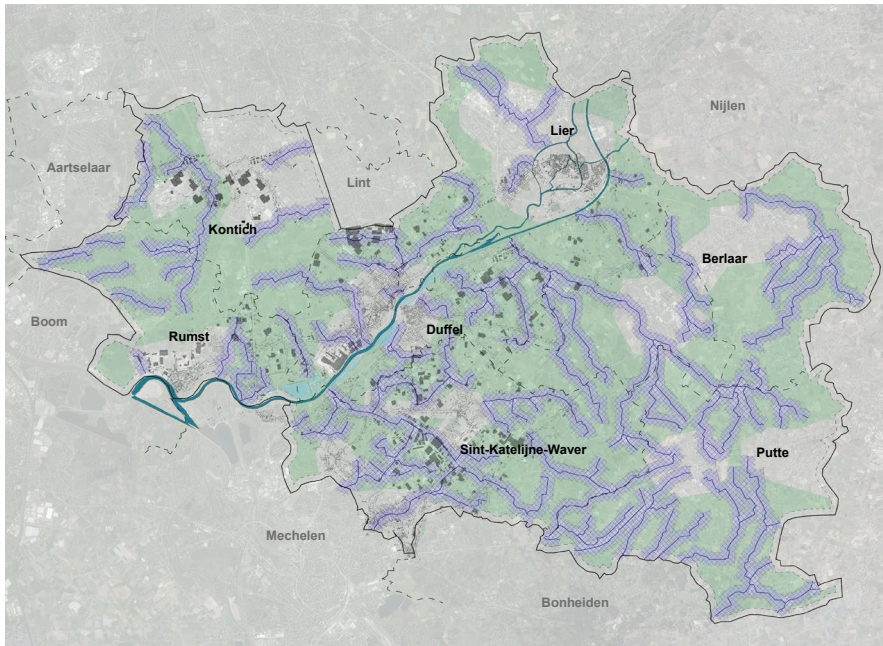 Nijlen
Lier
Aartselaar
Lint
Kontich
Berlaar
Boom
Rumst
Duffel
Sint-Katelijne-Waver
Putte
Mechelen
Bonheiden